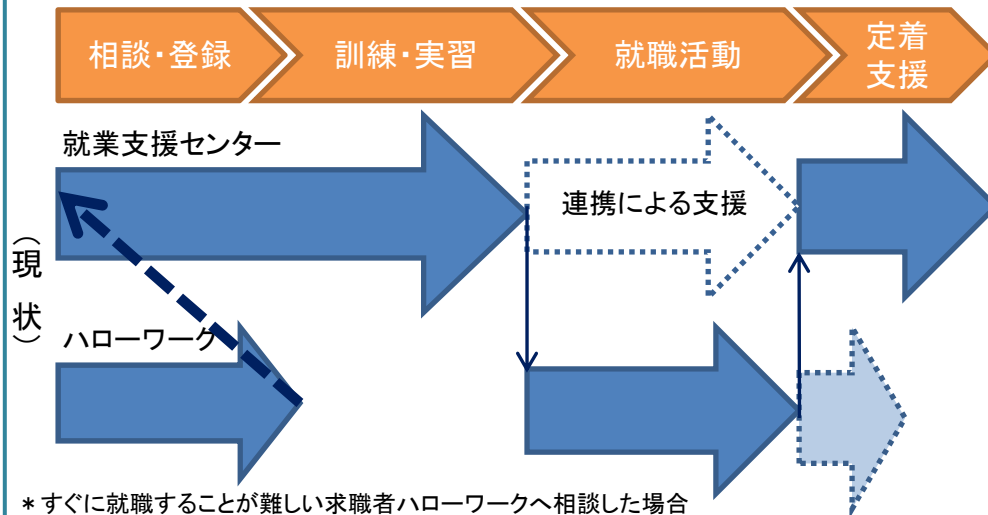 相談・登録
訓練・実習
就職活動
定着
支援
就業支援センター
連携による支援
（現状）
ハローワーク
＊すぐに就職することが難しい求職者ハローワークへ相談した場合